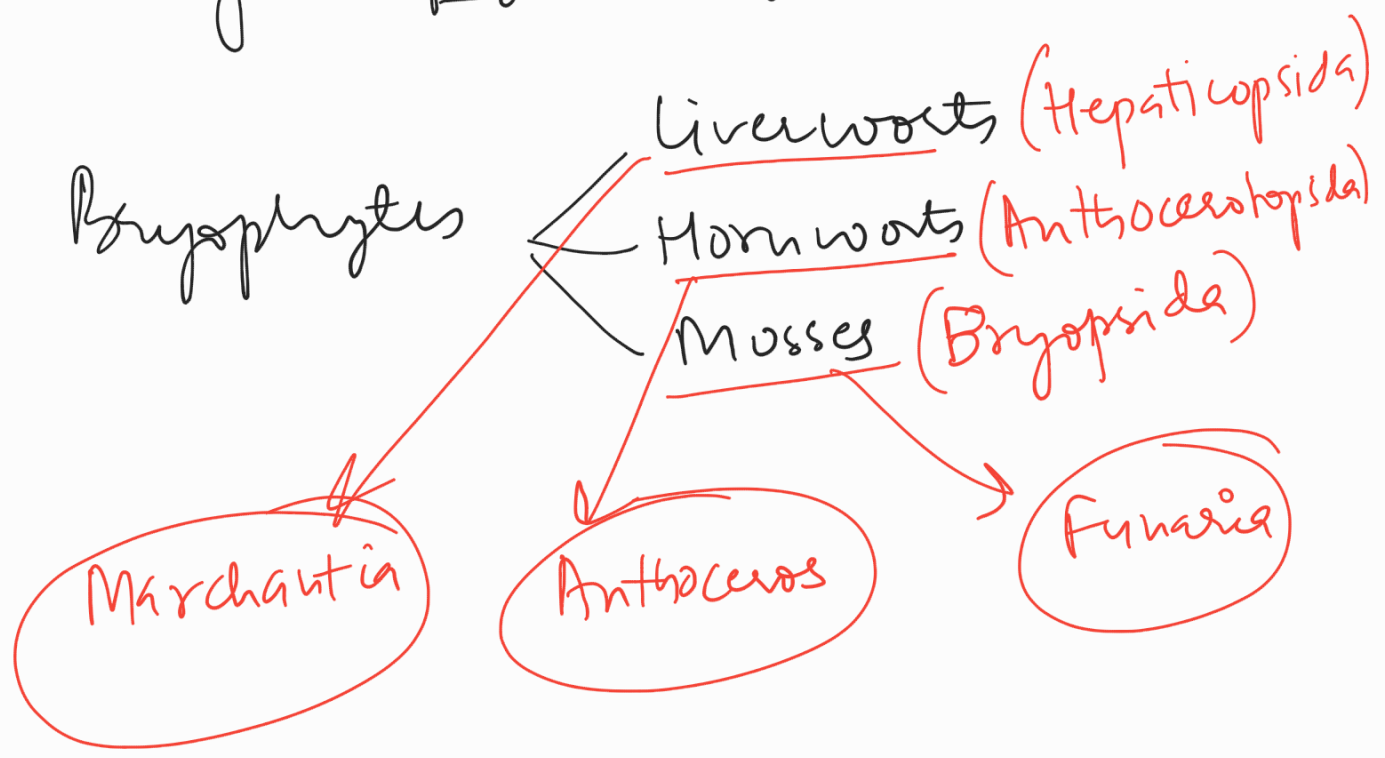 Liverworts (Hepaticopsida)
Bryophytes
Hornworts (Anthocerotopsida)
Mosses (Bryopsida)
Marchantia Anthoceros Funaria